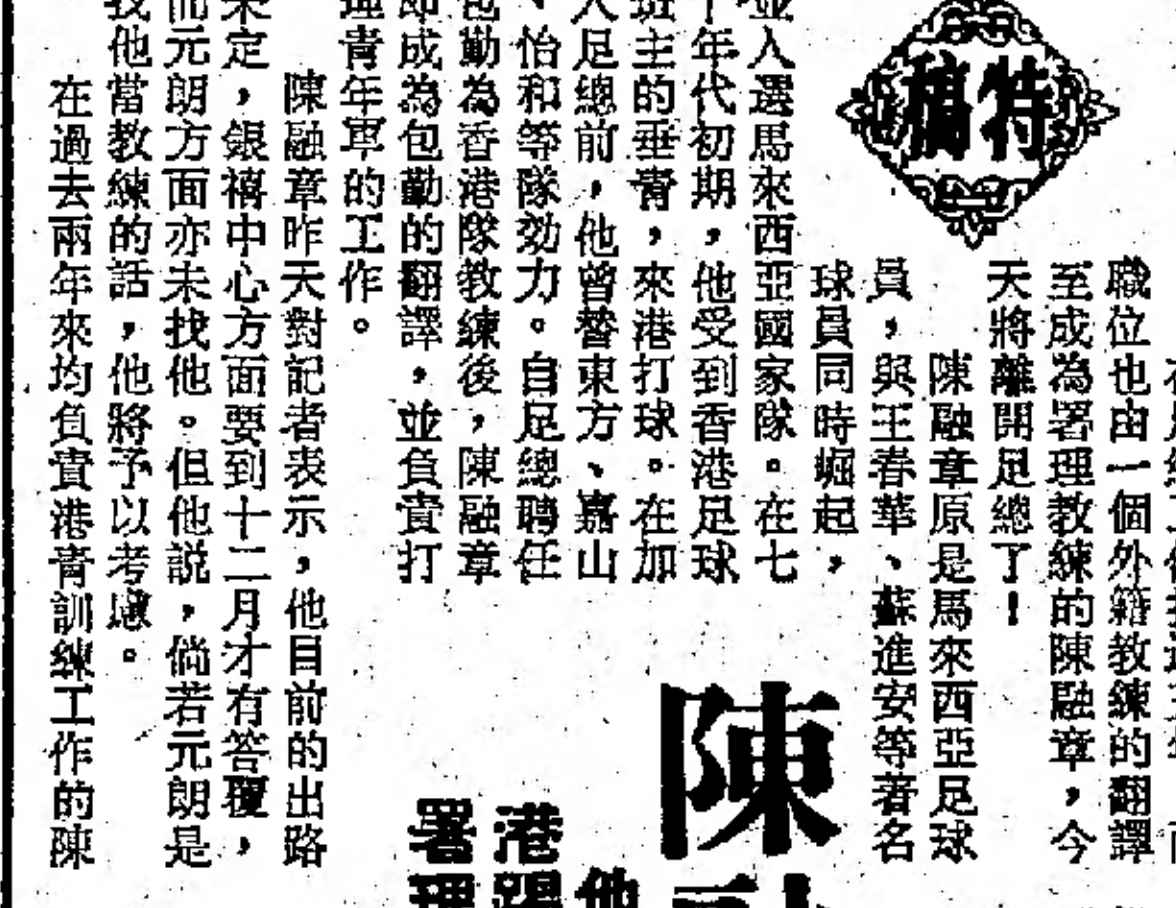 特稿
職位也由一個外籍教練的翻譯
至成為署理教練的陳融章，今
天將離開足總了！
陳融章原是馬來西亞足球
員，與王春華、蘇進安等著名
球員同時崛起，
並入選馬來西亞國家隊。在七
十年代初期，他受到香港足球
班主的垂青，來港打球。在加
入足總前，他曾替東方、嘉山
、怡和等隊効力。自足總聘任
包勤為香港隊教練後，陳融章
即成為包勤的翻譯，並負責打
理青年軍的工作。
陳融章昨天對記者表示，他目前的出路
未定，銀禧中心方面要到十二月才有答覆，
而元朗方面亦未找他。但他説，倘若元朗是
找他當教練的話，他將予以考慮。
在過去兩年來均負責港青訓練工作的陳
陳
他
港
署理